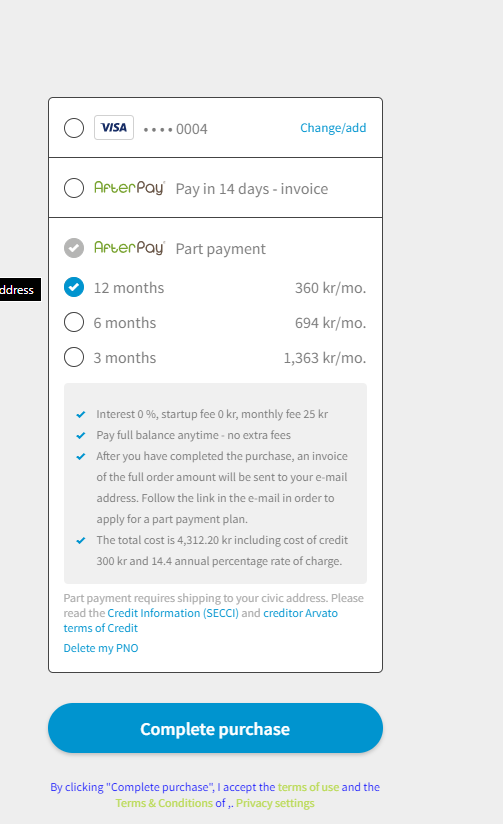 VISA •••• 0004 Change/add
AfterPay Pay in 14 days - invoice
AfterPay Part payment
ddress
12 months 360 kr/mo.
6 months 694 kr/mo.
3 months 1,363 kr/mo.
Interest 0 %, startup fee 0 kr, monthly fee 25 kr
Pay full balance anytime - no extra fees
After you have completed the purchase, an invoice
of the full order amount will be sent to your e-mail
address. Follow the link in the e-mail in order to
apply for a part payment plan.
The total cost is 4,312.20 kr including cost of credit
300 kr and 14.4 annual percentage rate of charge.
Part payment requires shipping to your civic address. Please
read the Credit Information (SECCI) and creditor Arvato
terms of Credit
Delete my PNO
Complete purchase
By clicking "Complete purchase", I accept the terms of use and the
Terms & Conditions of ,. Privacy settings